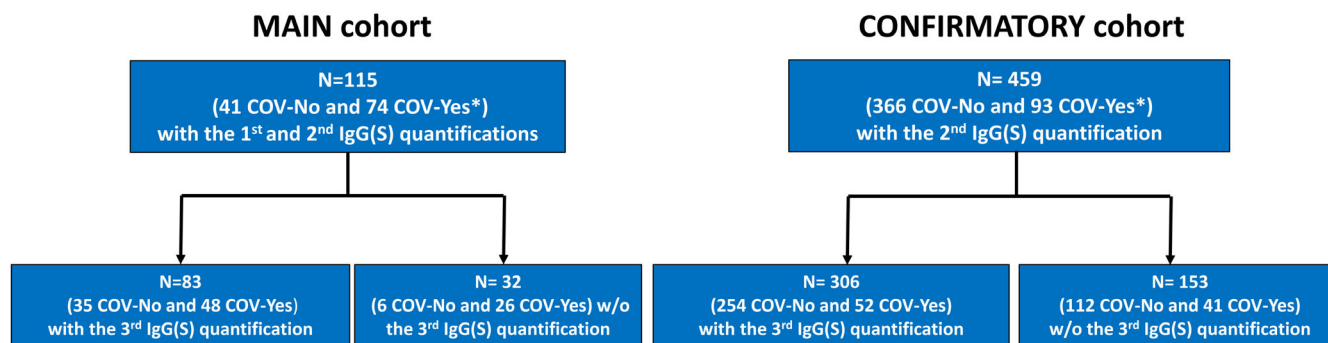 MAIN cohort
N=115
(41 COV-No and 74 COV-Yes*)
with the 1st and 2nd IgG(S) quantifications
N=83
(35 COV-No and 48 COV-Yes)
with the 3rd IgG(S) quantification
N= 32
(6 COV-No and 26 COV-Yes) w/o
the 3rd IgG(S) quantification
CONFIRMATORY cohort
N= 459
(366 COV-No and 93 COV-Yes*)
with the 2nd IgG(S) quantification
N= 306
(254 COV-No and 52 COV-Yes)
with the 3rd IgG(S) quantification
N= 153
(112 COV-No and 41 COV-Yes)
w/o the 3rd IgG(S) quantification